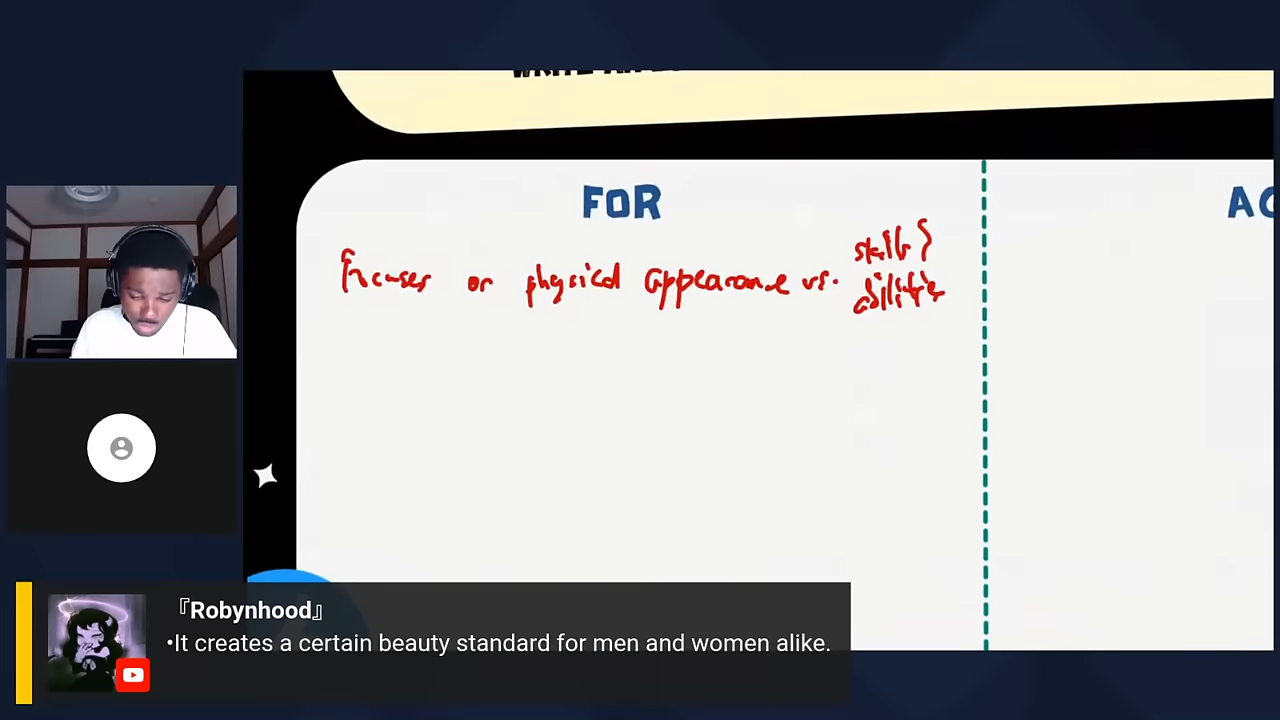 FOR
Focuses on physical appearance vs. skills
abilities
『Robynhood』
•It creates a certain beauty standard for men and women alike.